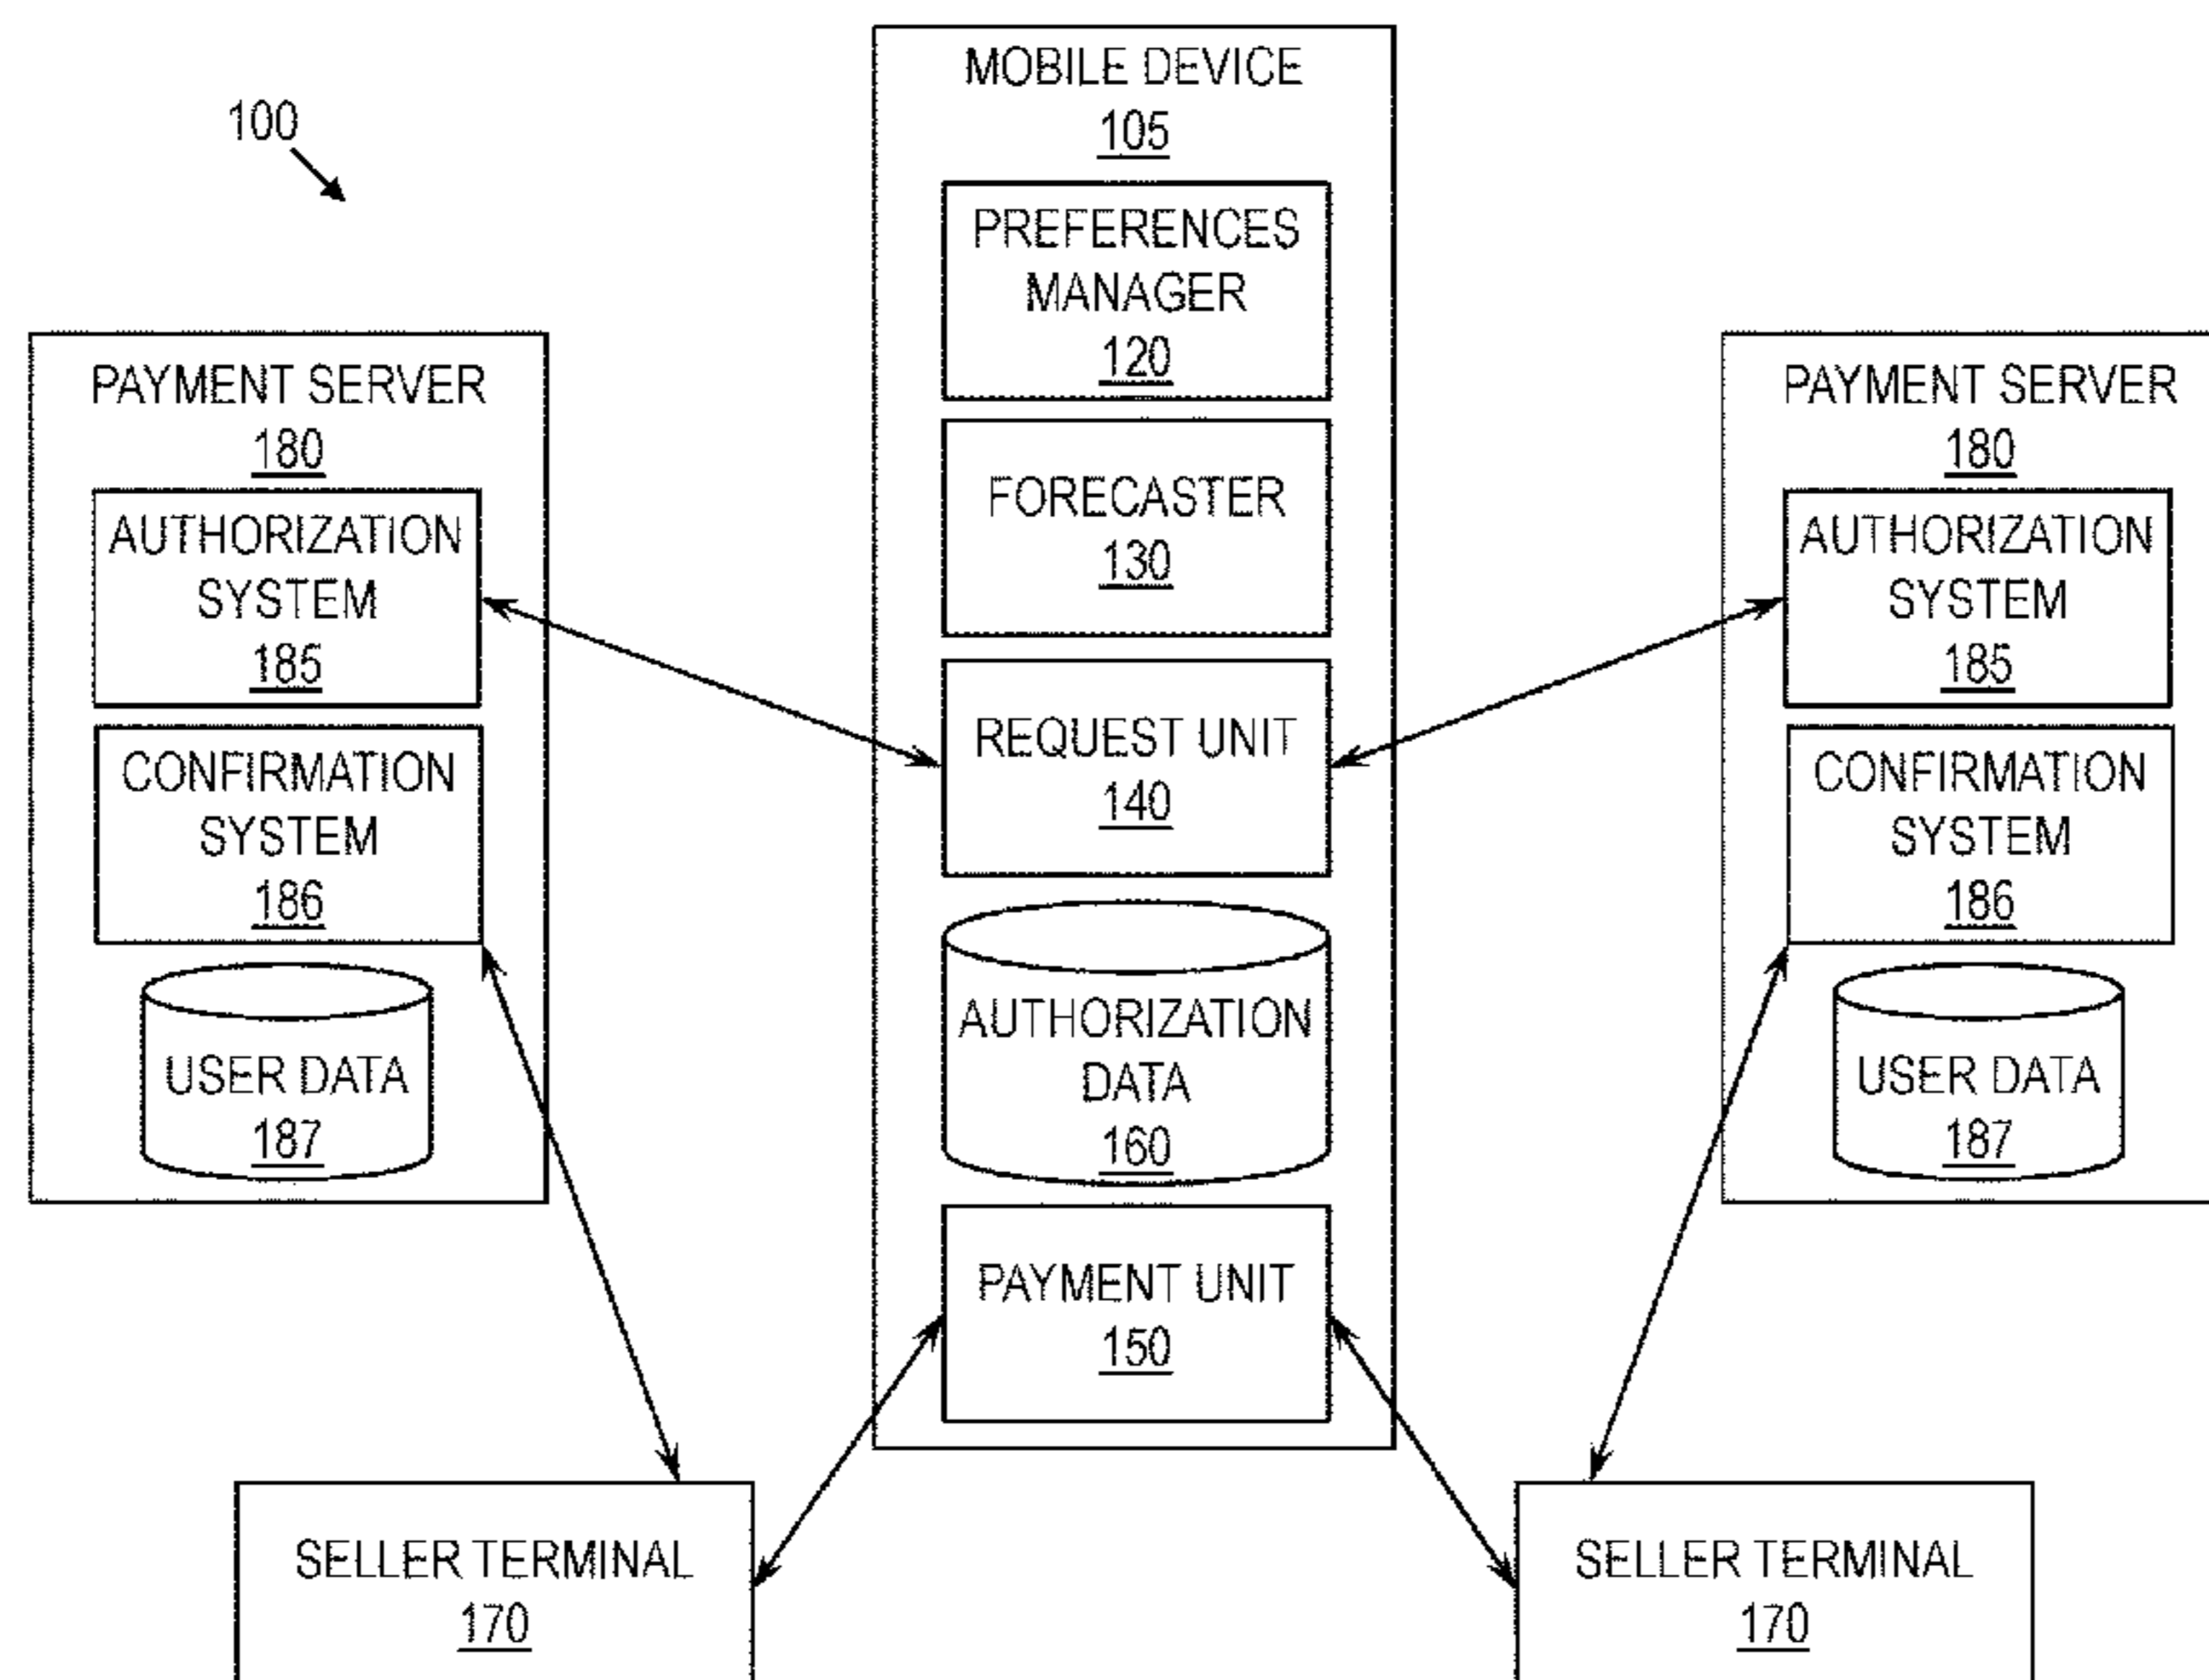 100
MOBILE DEVICE
105
PREFERENCES
MANAGER
120
FORECASTER
130
REQUEST UNIT
140
AUTHORIZATION
DATA
160
PAYMENT UNIT
150
PAYMENT SERVER
180
AUTHORIZATION
SYSTEM
185
CONFIRMATION
SYSTEM
186
USER DATA
187
PAYMENT SERVER
180
AUTHORIZATION
SYSTEM
185
CONFIRMATION
SYSTEM
186
USER DATA
187
SELLER TERMINAL
170
SELLER TERMINAL
170